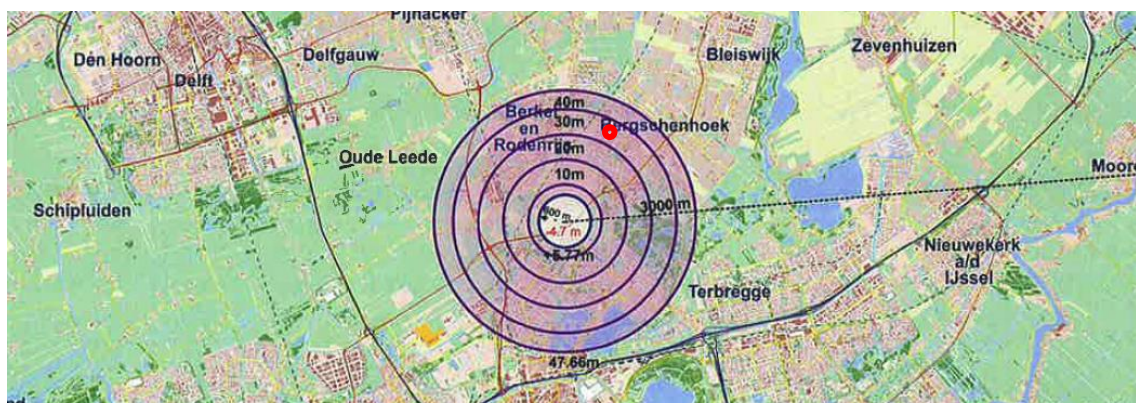 Pijnacker
Den Hoorn
Delfgauw
Delft
Bleiswijk
Zevenhuizen
40m
Berkel
en
Rodenrijs
30m
Bergschenhoek
20m
Oude Leede
10m
Moord
Schipluiden
3000 m
-4.7 m
+5.77m
Nieuwekerk
a/d
IJssel
Terbregge
47.66m